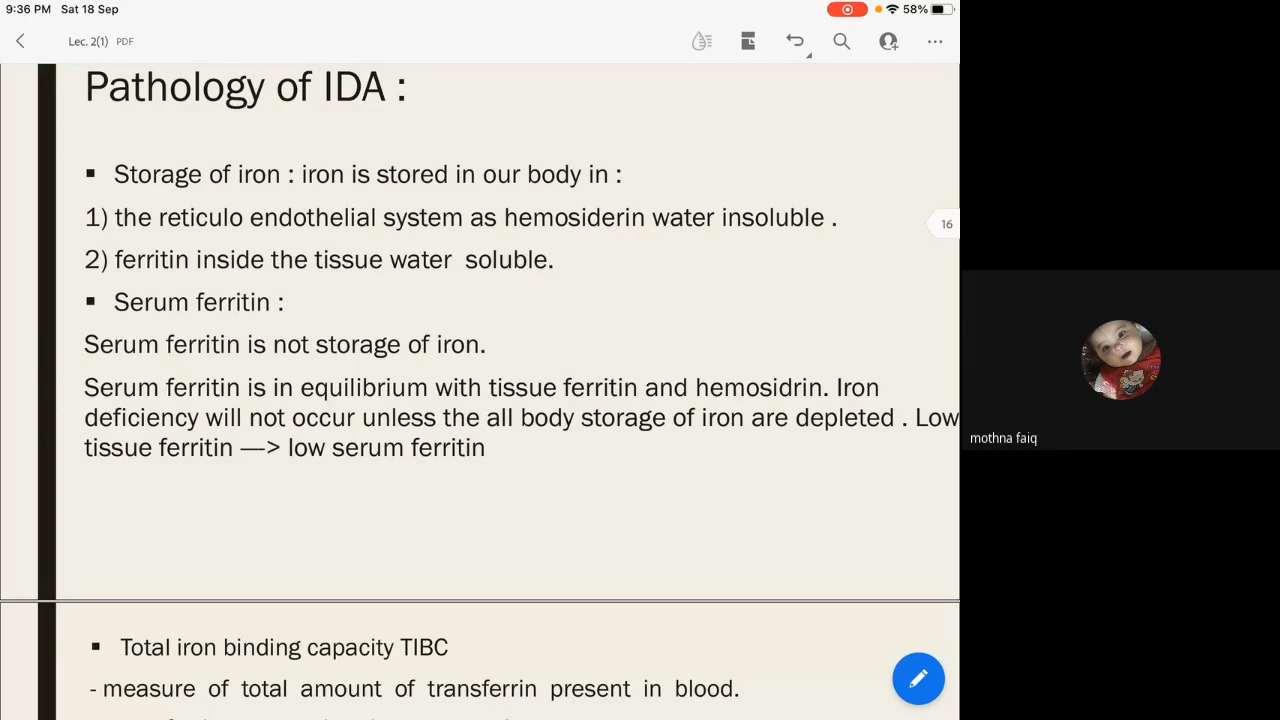 9:36 PM Sat 18 Sep
58%
Lec. 2(1) PDF
Pathology of IDA :
▪ Storage of iron : iron is stored in our body in :
1) the reticulo endothelial system as hemosiderin water insoluble .
16
2) ferritin inside the tissue water soluble.
▪ Serum ferritin :
Serum ferritin is not storage of iron.
Serum ferritin is in equilibrium with tissue ferritin and hemosidrin. Iron
deficiency will not occur unless the all body storage of iron are depleted . Low
tissue ferritin —-> low serum ferritin
mothna faiq
▪ Total iron binding capacity TIBC
- measure of total amount of transferrin present in blood.